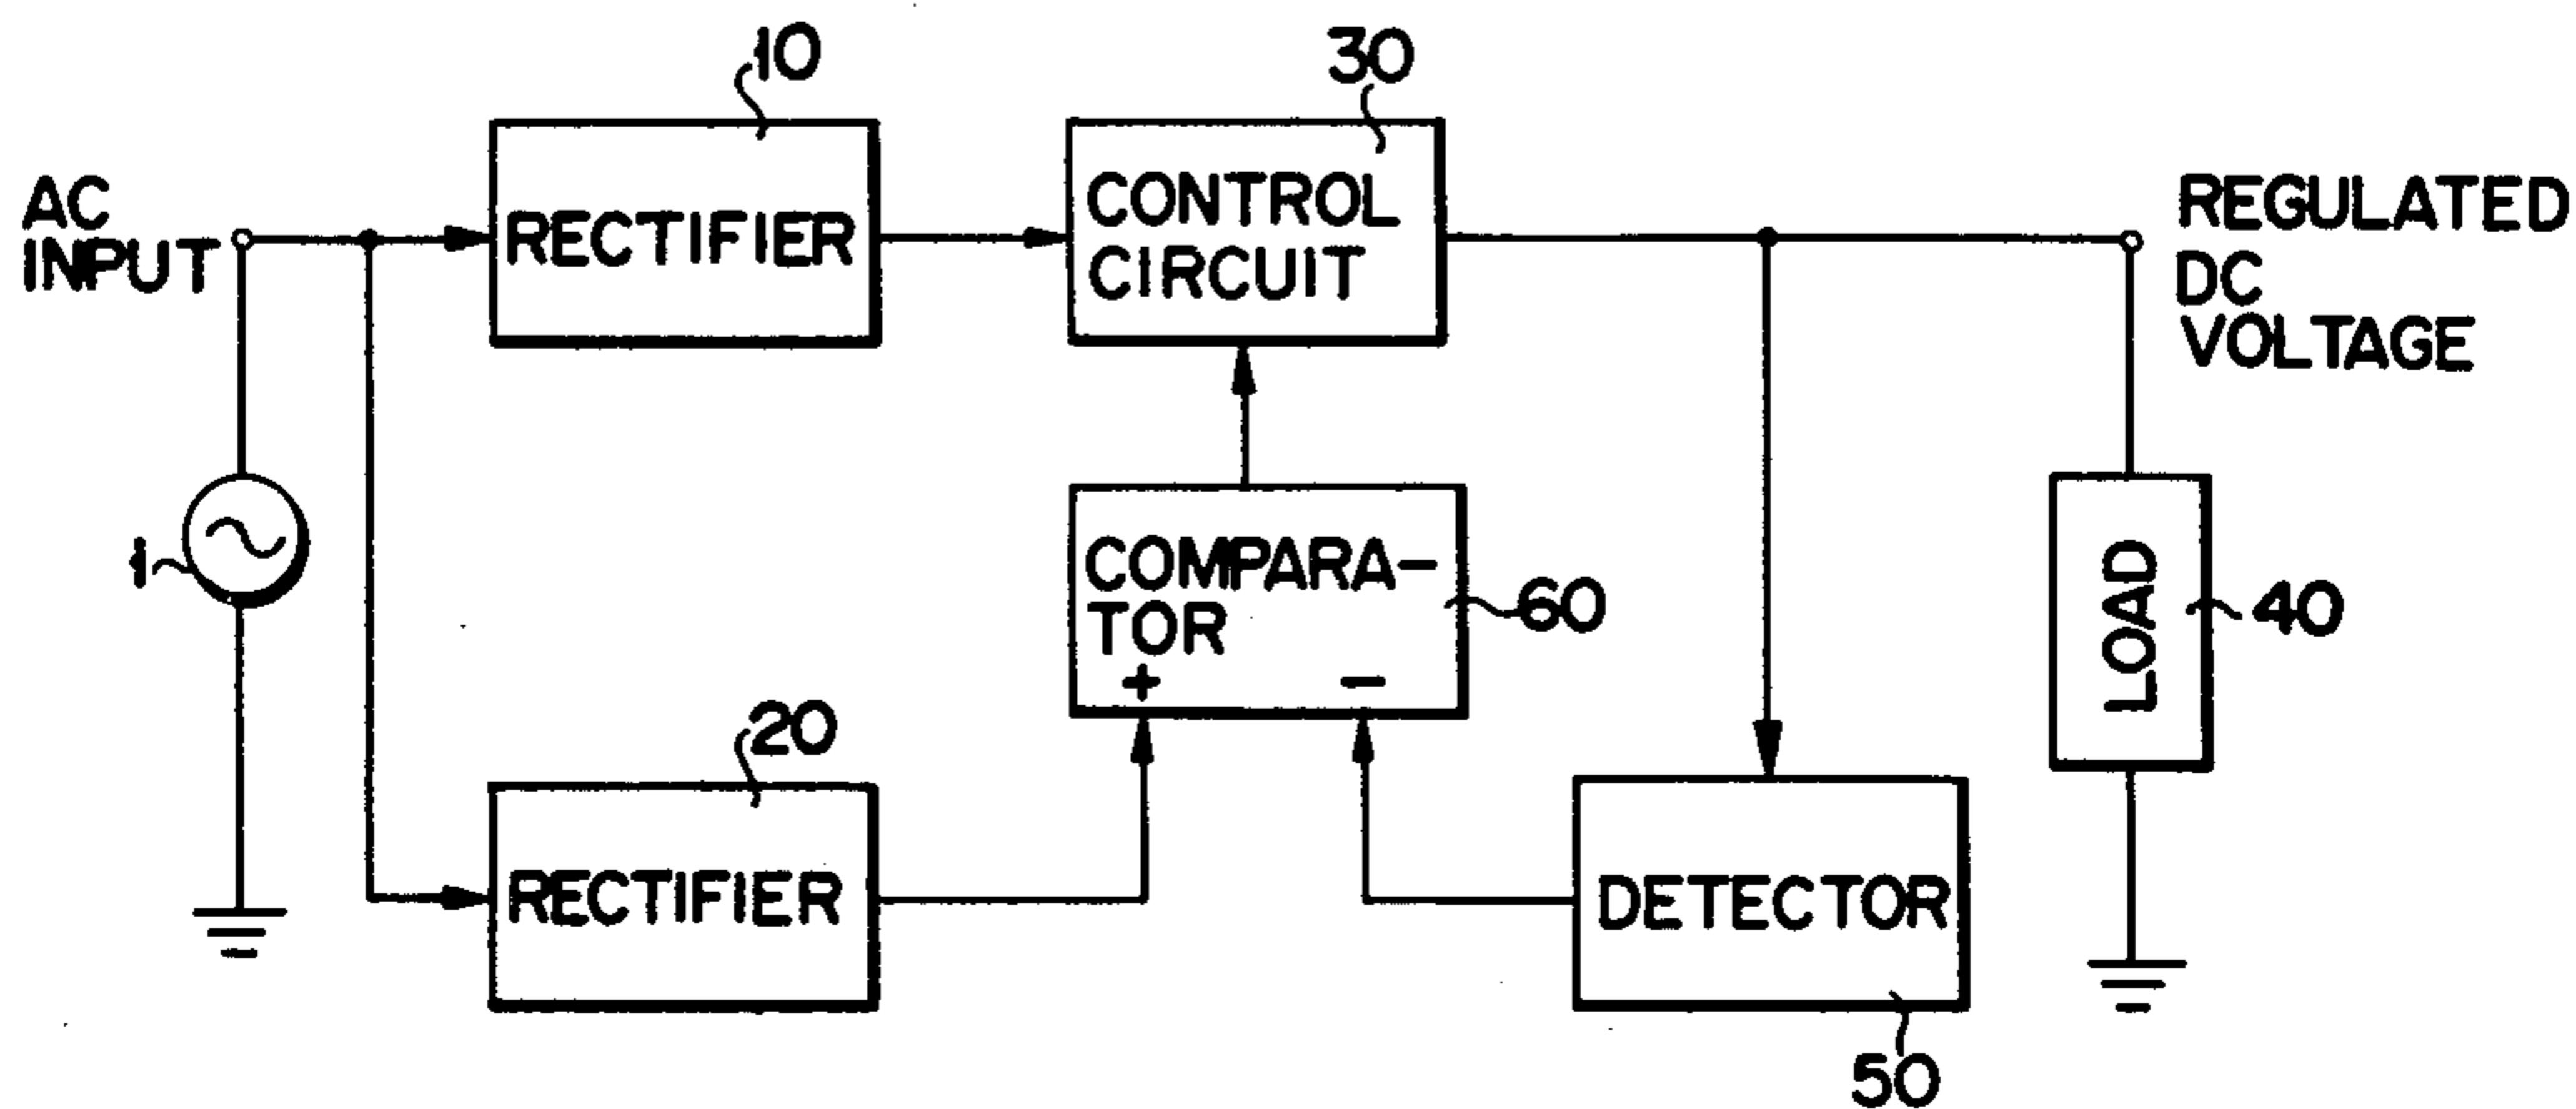 10
30
AC
INPUT
RECTIFIER
CONTROL
CIRCUIT
REGULATED
DC
VOLTAGE
1
COMPARA-
TOR
+ −
60
LOAD
40
20
RECTIFIER
DETECTOR
50